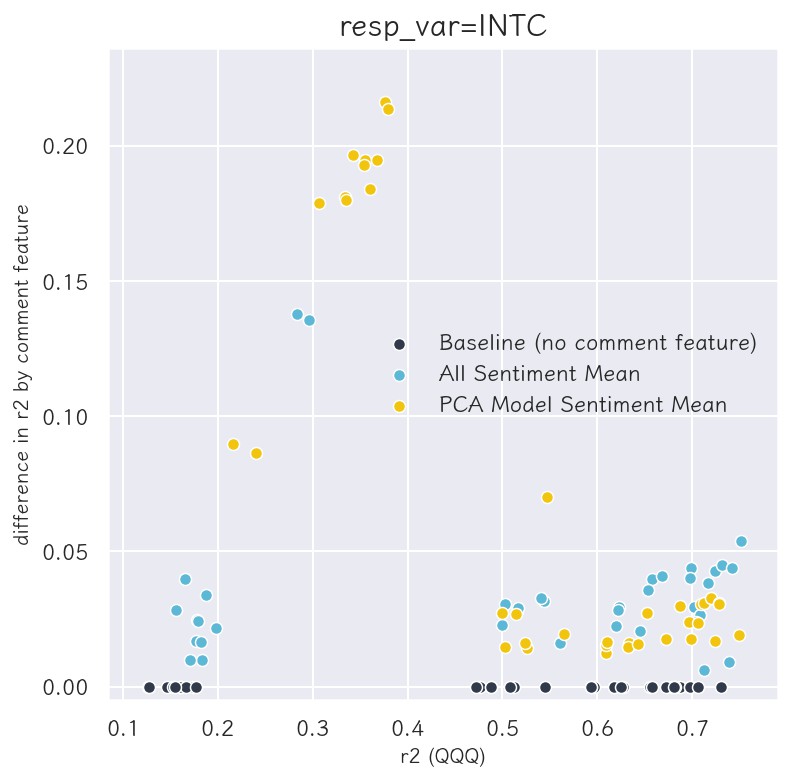 resp_var=INTC
difference in r2 by comment feature
0.20
0.15
0.10
0.05
0.00
Baseline (no comment feature)
All Sentiment Mean
PCA Model Sentiment Mean
0.1 0.2 0.3 0.4 0.5 0.6 0.7
r2 (QQQ)